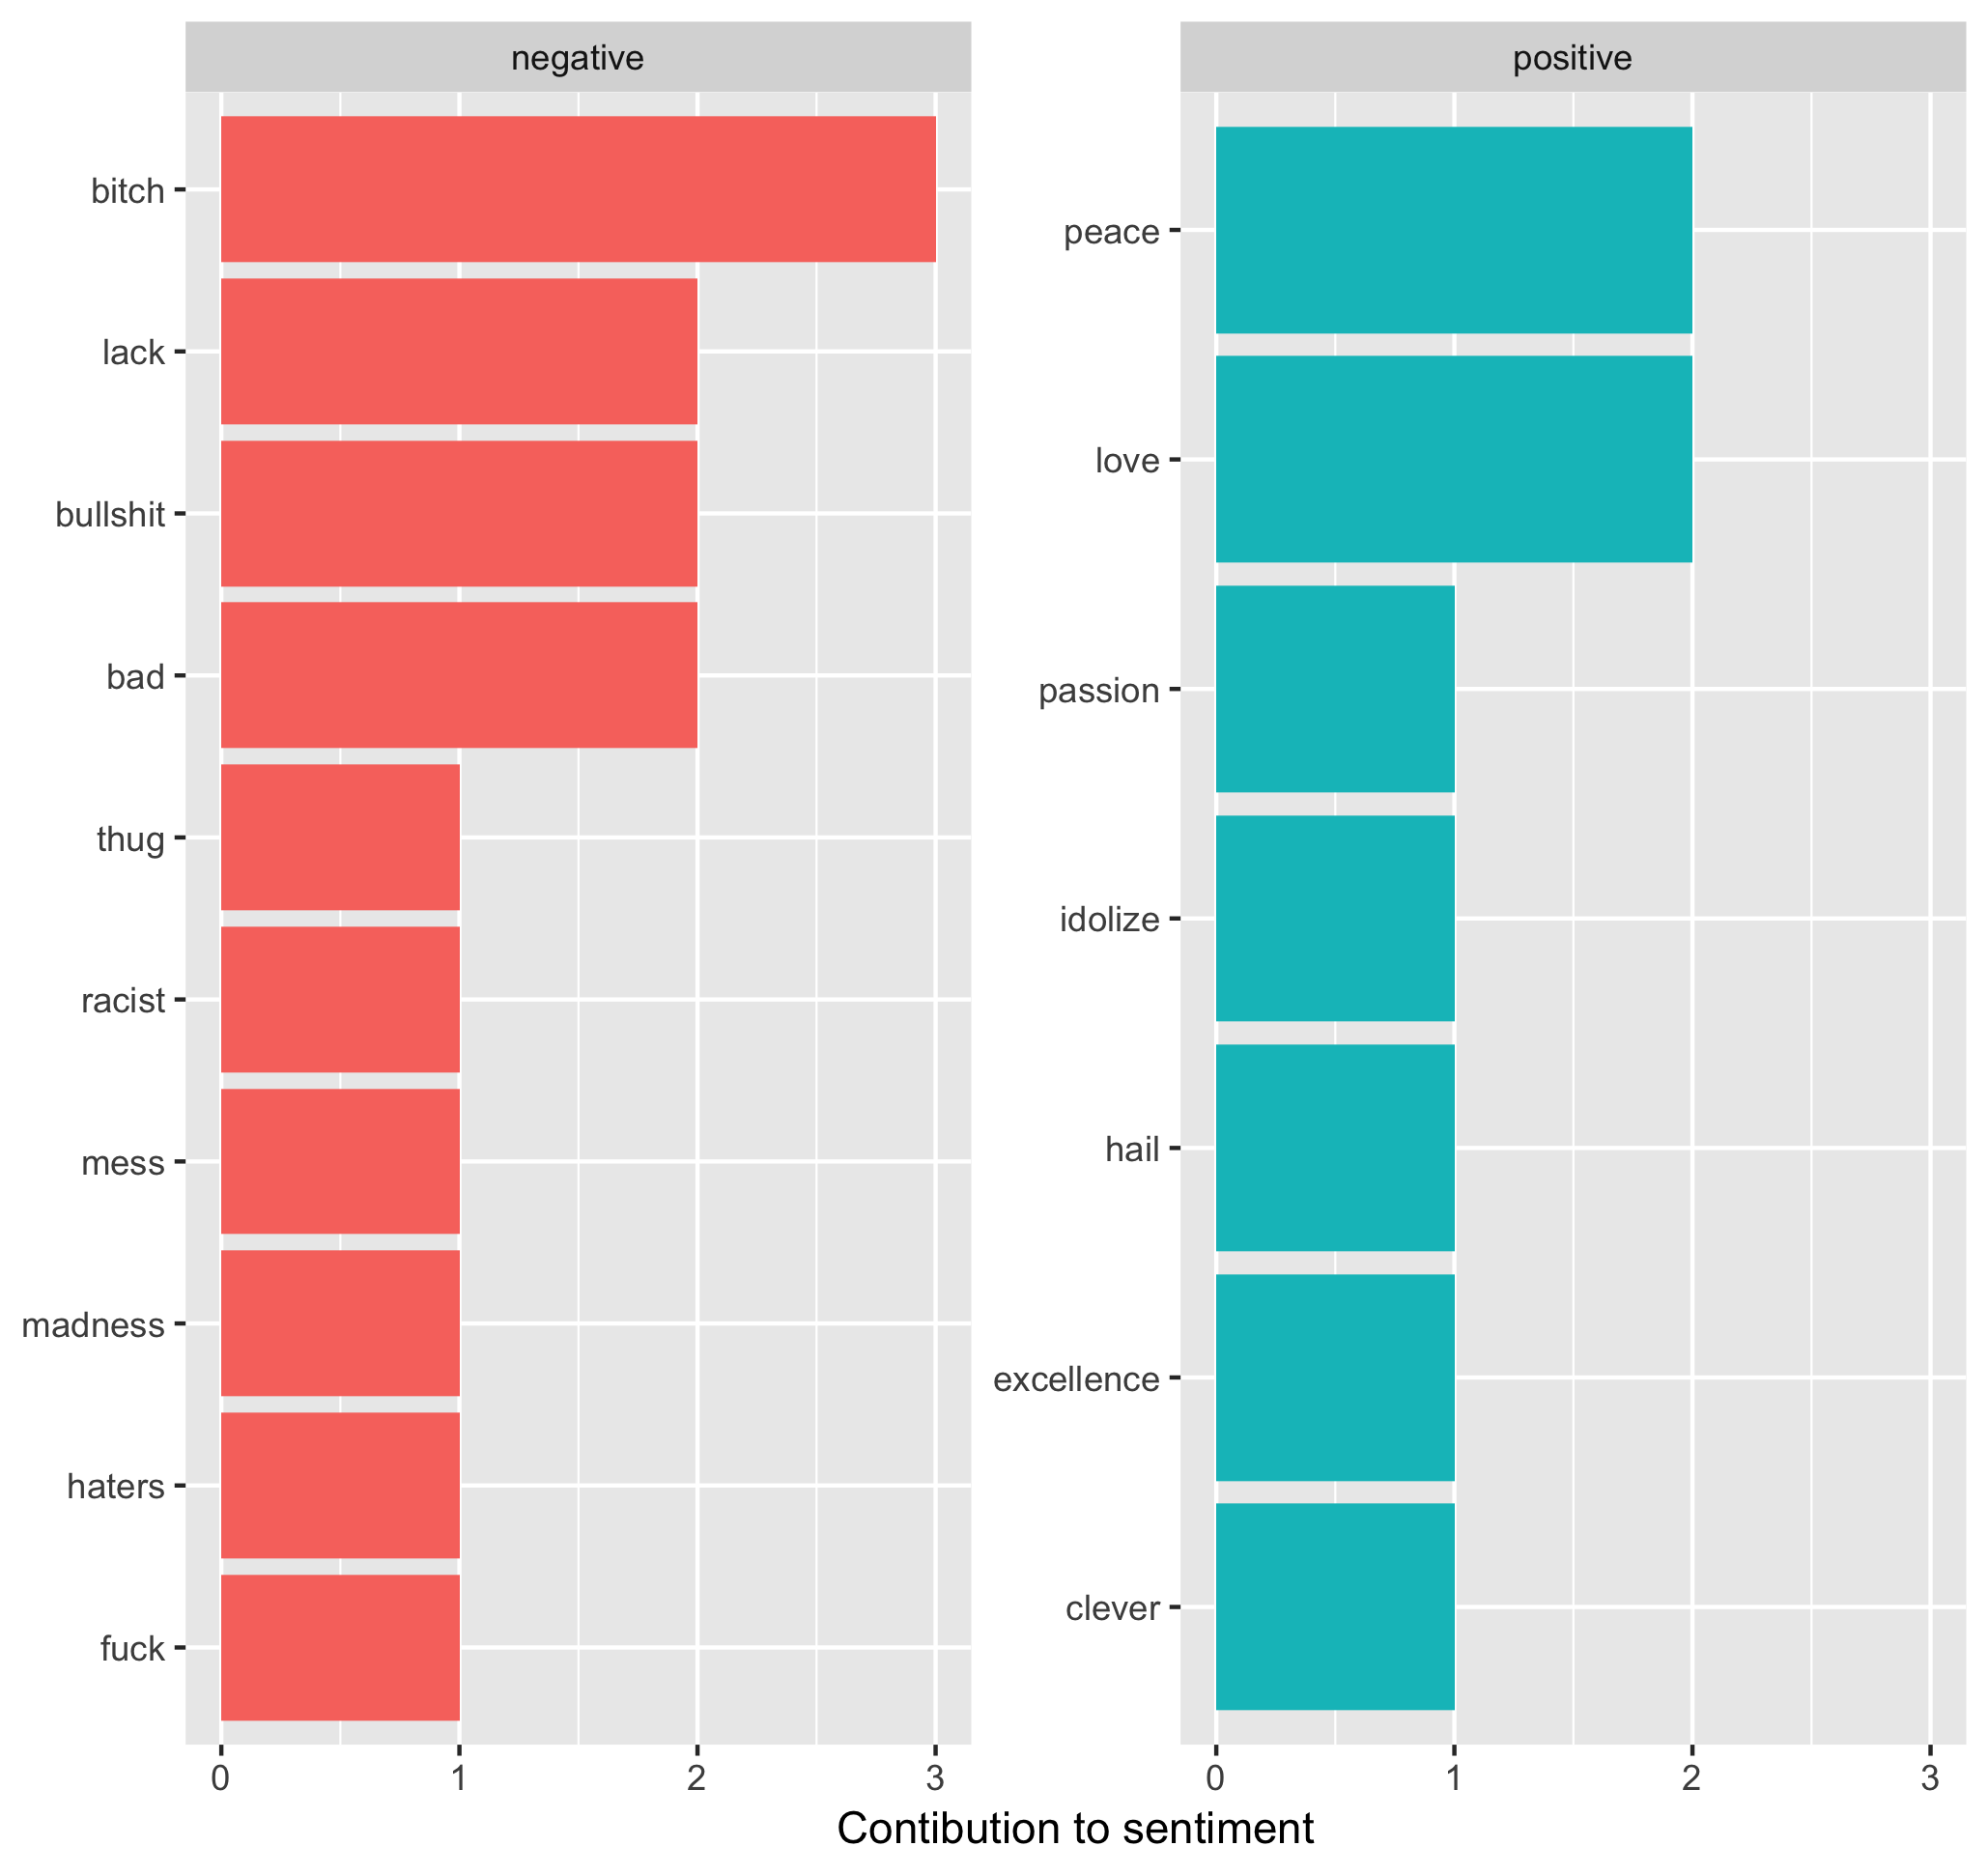 negative
positive
bitch
lack
bullshit
bad
thug
racist
mess
madness
haters
fuck
peace
love
passion
idolize
hail
excellence
clever
0 1 2 3
0 1 2 3
Contibution to sentiment